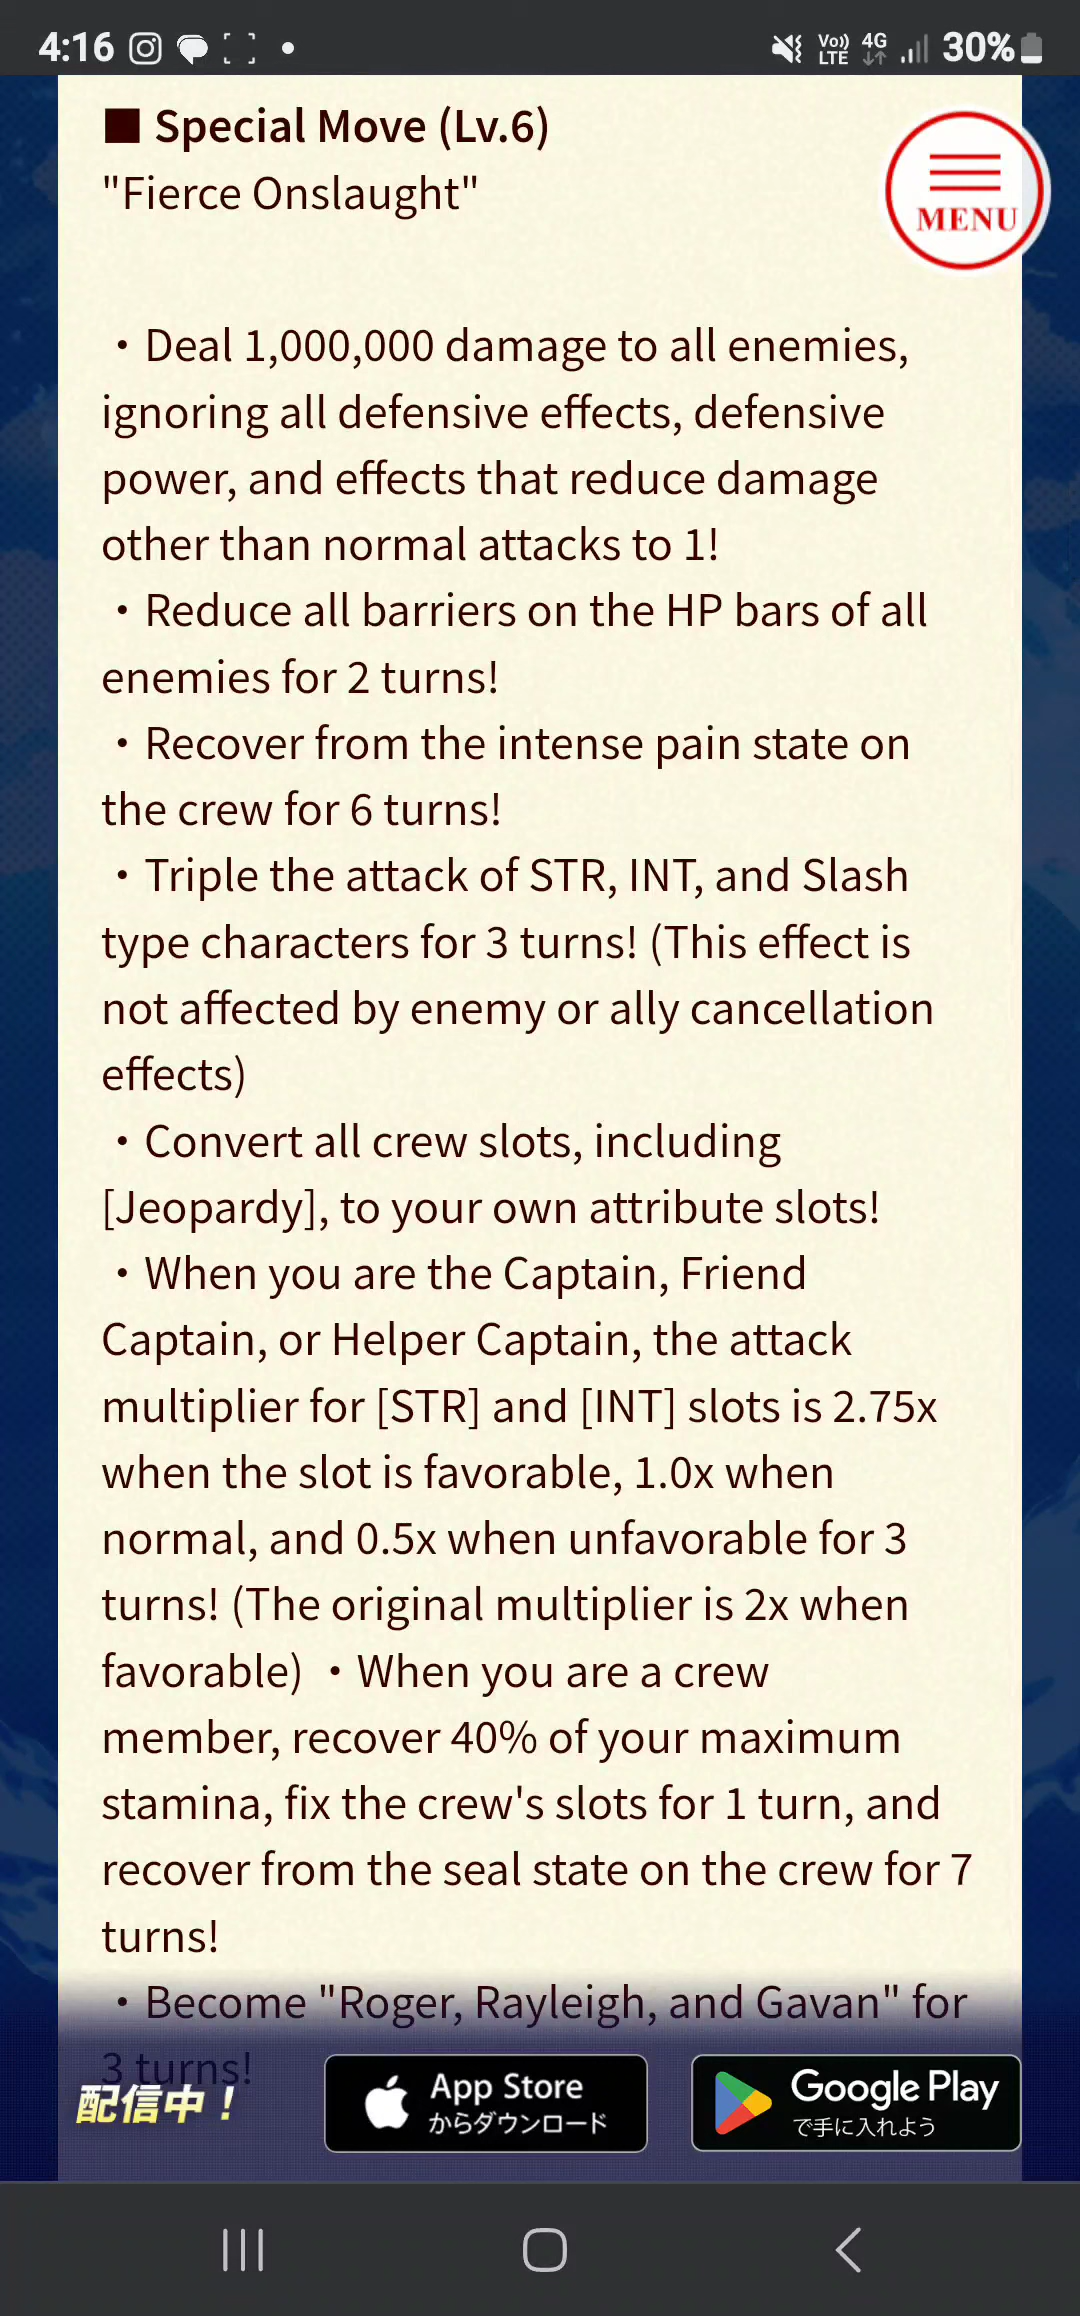 4:16
Vo))
LTE
4G
30%
■ Special Move (Lv.6)
"Fierce Onslaught"
MENU
・Deal 1,000,000 damage to all enemies,
ignoring all defensive effects, defensive
power, and effects that reduce damage
other than normal attacks to 1!
・Reduce all barriers on the HP bars of all
enemies for 2 turns!
・Recover from the intense pain state on
the crew for 6 turns!
・Triple the attack of STR, INT, and Slash
type characters for 3 turns! (This effect is
not affected by enemy or ally cancellation
effects)
・Convert all crew slots, including
[Jeopardy], to your own attribute slots!
・When you are the Captain, Friend
Captain, or Helper Captain, the attack
multiplier for [STR] and [INT] slots is 2.75x
when the slot is favorable, 1.0x when
normal, and 0.5x when unfavorable for 3
turns! (The original multiplier is 2x when
favorable) ・When you are a crew
member, recover 40% of your maximum
stamina, fix the crew's slots for 1 turn, and
recover from the seal state on the crew for 7
turns!
・Become "Roger, Rayleigh, and Gavan" for
3 turns!
配信中！
App Store
からダウンロード
Google Play
で手に入れよう